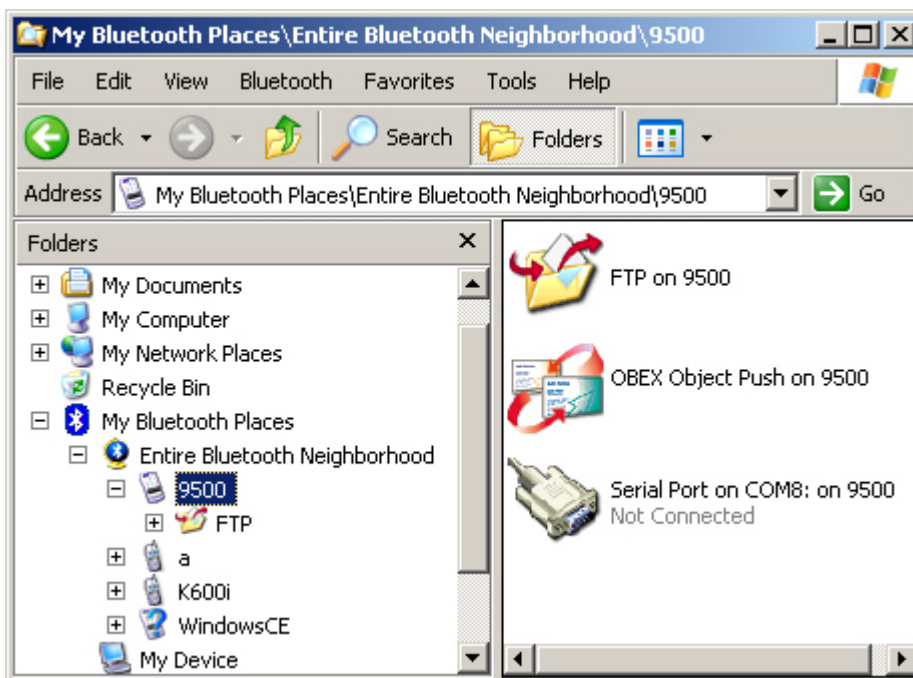 My Bluetooth Places\Entire Bluetooth Neighborhood\9500
File Edit View Bluetooth Favorites Tools Help
Back Search Folders
Address My Bluetooth Places\Entire Bluetooth Neighborhood\9500 Go
Folders
My Documents
My Computer
My Network Places
Recycle Bin
My Bluetooth Places
Entire Bluetooth Neighborhood
9500
FTP
a
K600i
WindowsCE
My Device
FTP on 9500
OBEX Object Push on 9500
Serial Port on COM8: on 9500
Not Connected